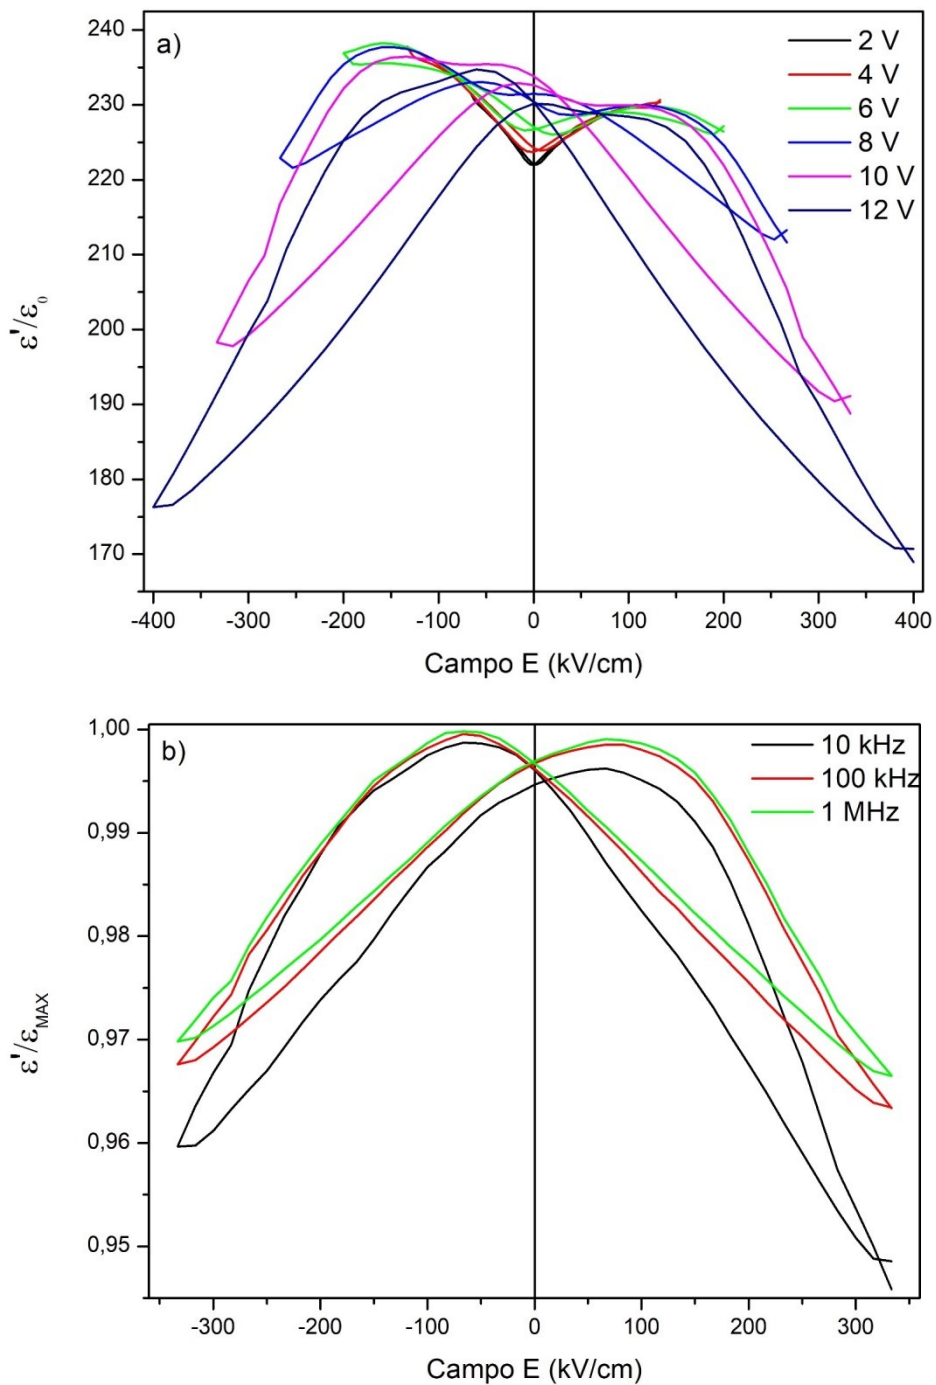 a)
2 V
4 V
6 V
8 V
10 V
12 V
240
230
220
210
200
190
180
170
ε'/ε₀
-400 -300 -200 -100 0 100 200 300 400
Campo E (kV/cm)
b)
10 kHz
100 kHz
1 MHz
1,00
0,99
0,98
0,97
0,96
0,95
ε'/ε_MAX
-300 -200 -100 0 100 200 300
Campo E (kV/cm)